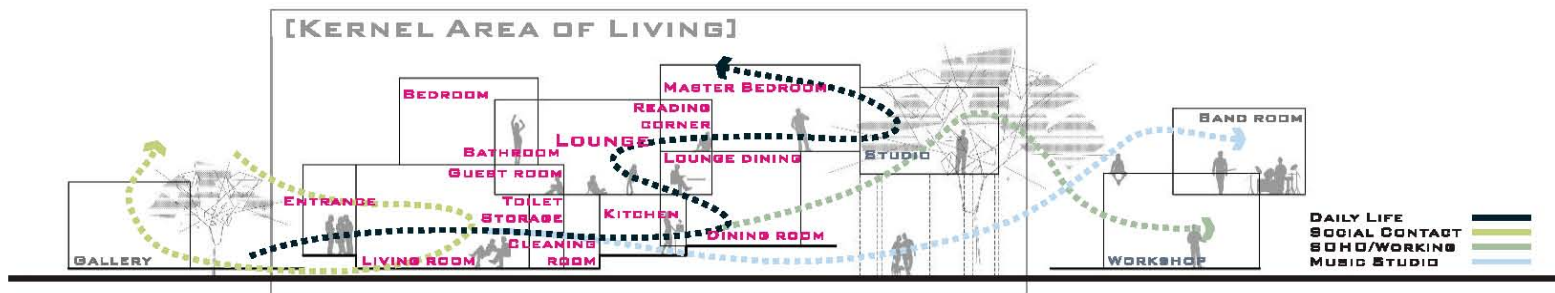 [KERNEL AREA OF LIVING]
BEDROOM
MASTER BEDROOM
READING
CORNER
LOUNGE
BATHROOM
LOUNGE DINING
STUDIO
BAND ROOM
GUEST ROOM
ENTRANCE
TOILET
STORAGE
KITCHEN
DINING ROOM
CLEANING
ROOM
LIVING ROOM
GALLERY
WORKSHOP
DAILY LIFE
SOCIAL CONTACT
SOHO/WORKING
MUSIC STUDIO